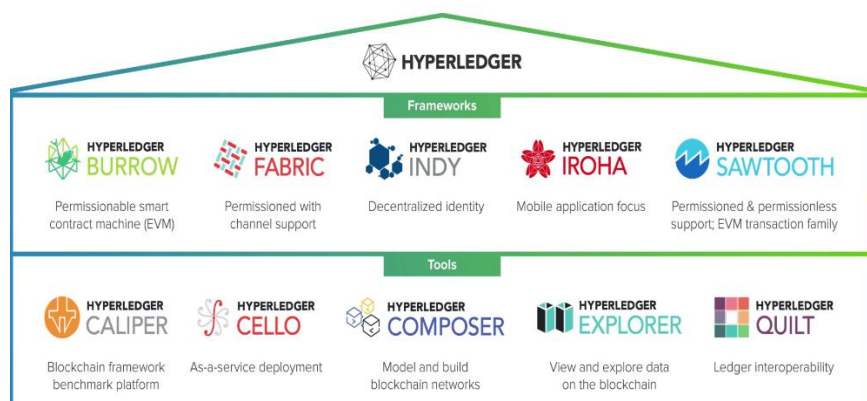 HYPERLEDGER
Frameworks
HYPERLEDGER
BURROW
Permissionable smart
contract machine (EVM)
HYPERLEDGER
FABRIC
Permissioned with
channel support
HYPERLEDGER
INDY
Decentralized identity
HYPERLEDGER
IROHA
Mobile application focus
HYPERLEDGER
SAWTOOTH
Permissioned & permissionless
support; EVM transaction family
Tools
HYPERLEDGER
CALIPER
Blockchain framework
benchmark platform
HYPERLEDGER
CELLO
As-a-service deployment
HYPERLEDGER
COMPOSER
Model and build
blockchain networks
HYPERLEDGER
EXPLORER
View and explore data
on the blockchain
HYPERLEDGER
QUILT
Ledger interoperability